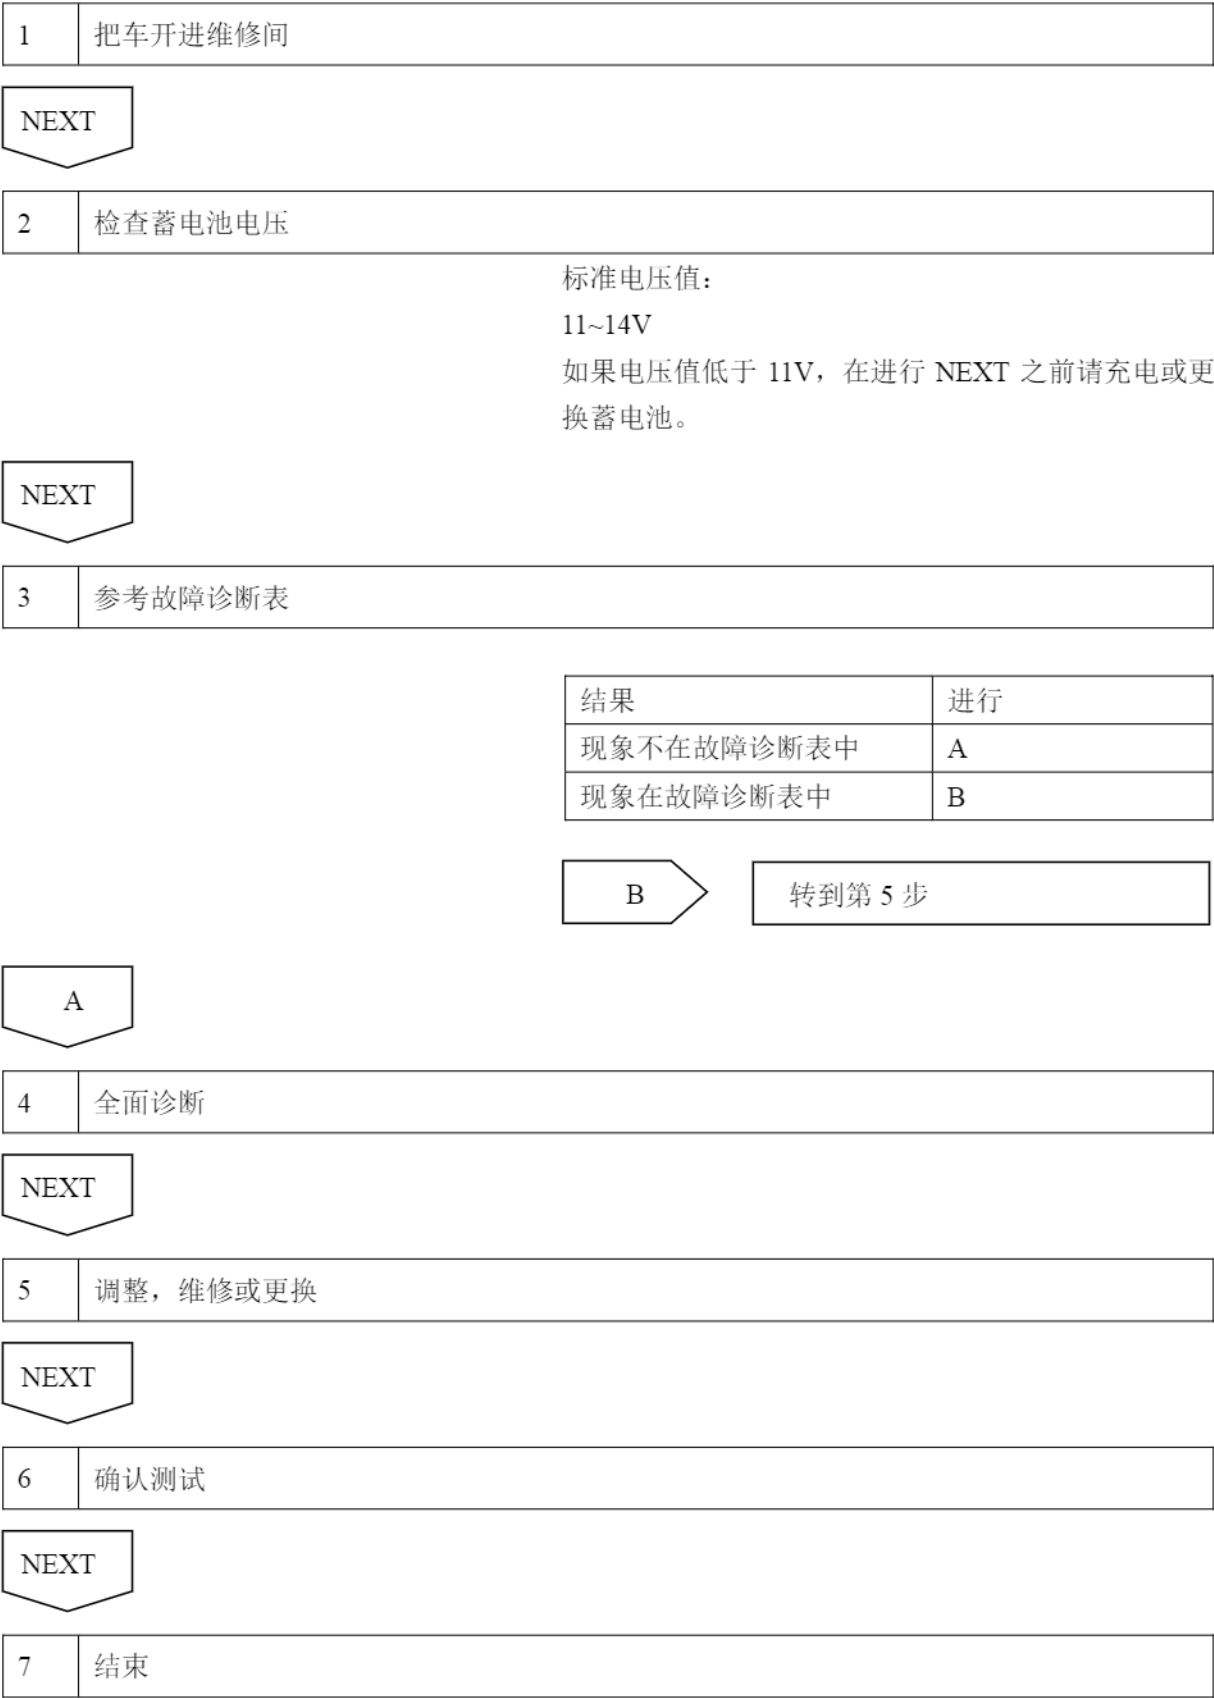 1 把车开进维修间
NEXT
2 检查蓄电池电压
标准电压值：
11~14V
如果电压值低于 11V，在进行 NEXT 之前请充电或更
换蓄电池。
NEXT
3 参考故障诊断表
结果 进行
现象不在故障诊断表中 A
现象在故障诊断表中 B
B 转到第 5 步
A
4 全面诊断
NEXT
5 调整，维修或更换
NEXT
6 确认测试
NEXT
7 结束